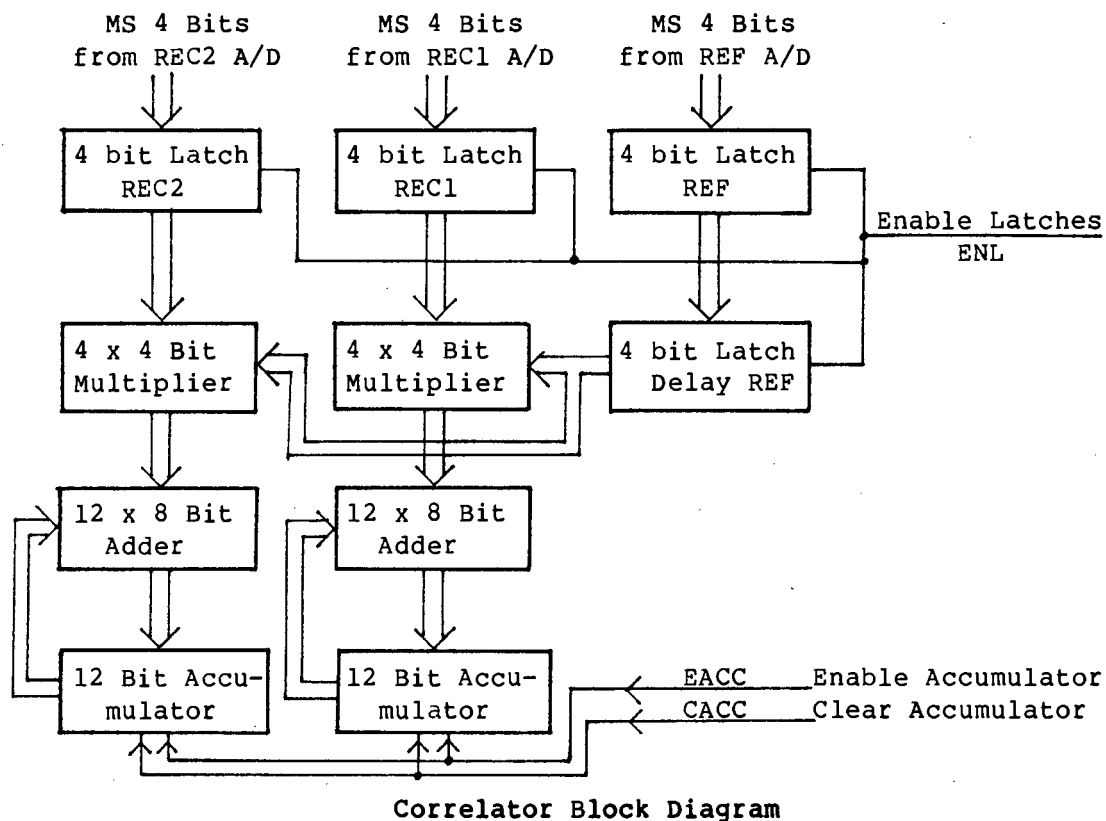 MS 4 Bits
from REC2 A/D
MS 4 Bits
from REC1 A/D
MS 4 Bits
from REF A/D
4 bit Latch
REC2
4 bit Latch
REC1
4 bit Latch
REF
Enable Latches
ENL
4 x 4 Bit
Multiplier
4 x 4 Bit
Multiplier
4 bit Latch
Delay REF
12 x 8 Bit
Adder
12 x 8 Bit
Adder
12 Bit Accu-
mulator
12 Bit Accu-
mulator
EACC Enable Accumulator
CACC Clear Accumulator
Correlator Block Diagram